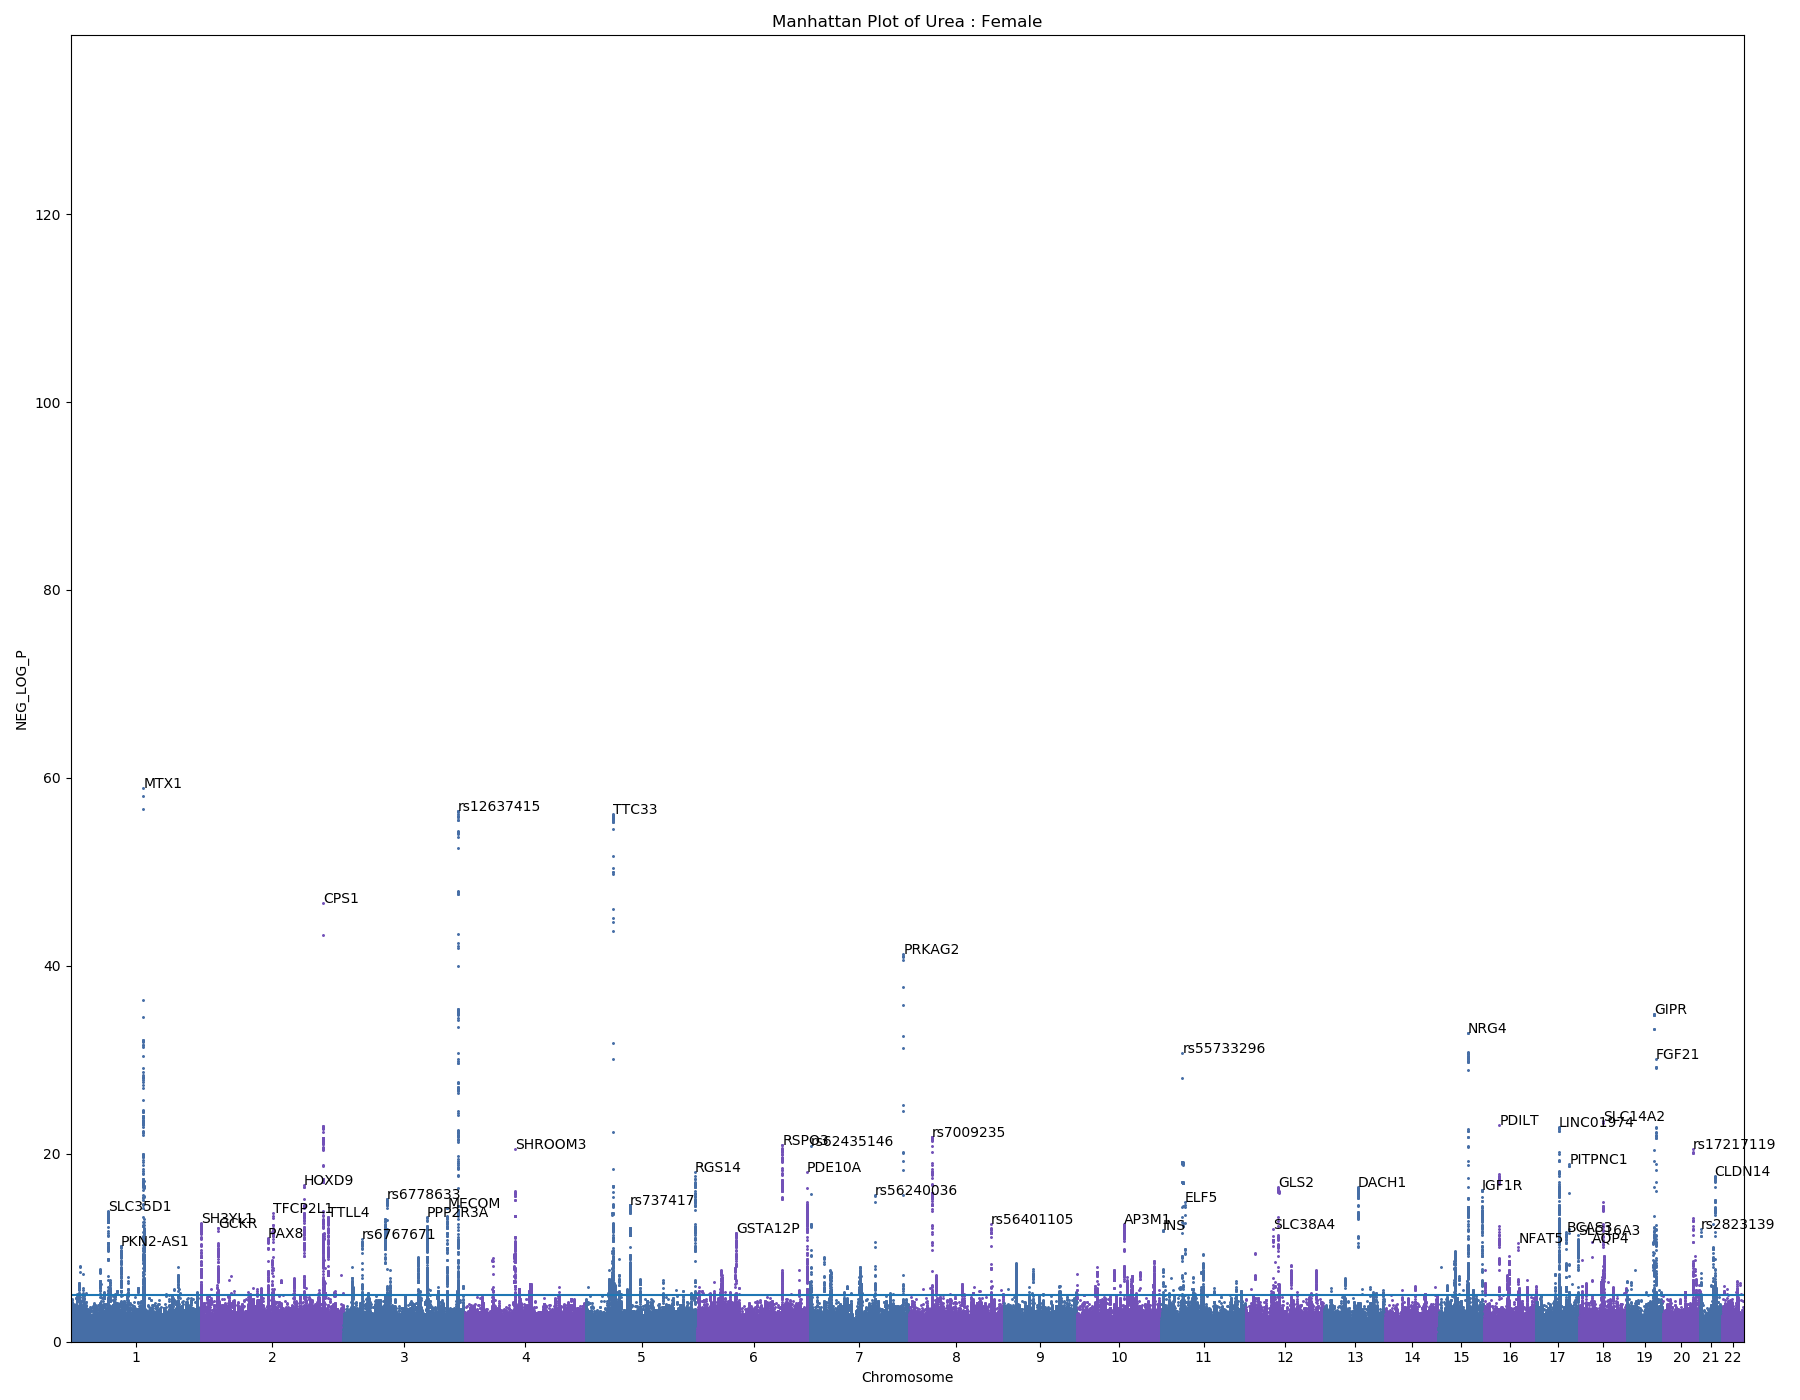 Manhattan Plot of Urea : Female
NEG_LOG_P
120
100
80
60
40
20
0
MTX1
rs12637415
TTC33
CPS1
PRKAG2
GIPR
NRG4
rs55733296
FGF21
SLC14A2
PDILT
LINC01974
rs7009235
RSPO3
rs62435146
SHROOM3
rs17217119
PITPNC1
RGS14
PDE10A
CLDN14
HOXD9
GLS2
DACH1
IGF1R
rs6778633
rs56240036
rs737417
ELF5
MECOM
SLC35D1
TFCP2L1
TTLL4
PPP2R3A
SH3YL1
GCKR
rs56401105
AP3M1
INS
SLC38A4
rs2823139
GSTA12P
BCAS3
SLC16A3
PAX8
rs6767671
NFAT5
AQP4
PKN2-AS1
1 2 3 4 5 6 7 8 9 10 11 12 13 14 15 16 17 18 19 20 21 22
Chromosome